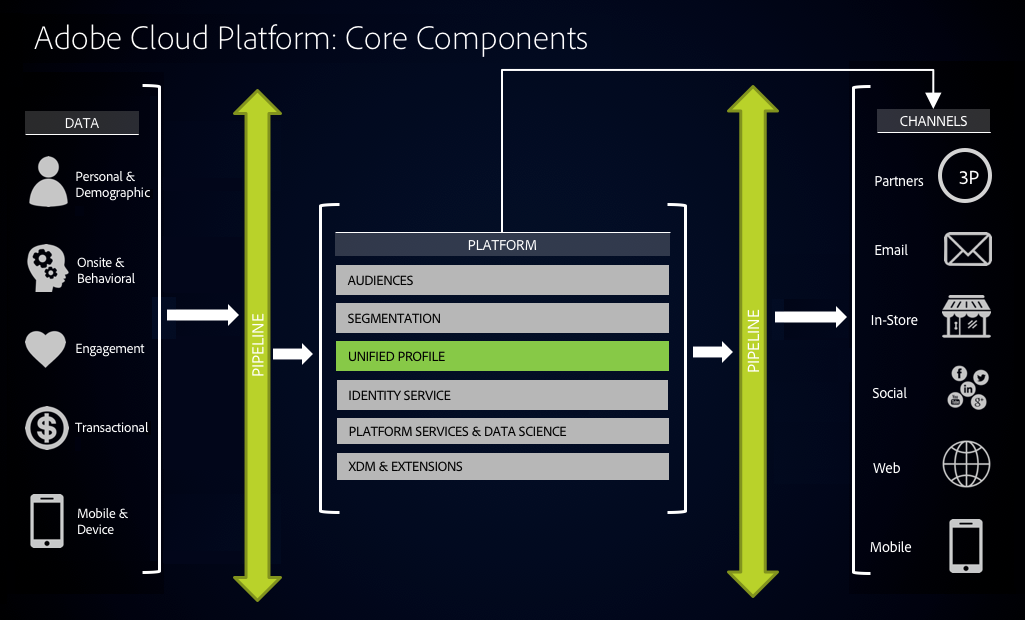 Adobe Cloud Platform: Core Components
DATA
Personal &
Demographic
Onsite &
Behavioral
Engagement
Transactional
Mobile &
Device
PIPELINE
PLATFORM
AUDIENCES
SEGMENTATION
UNIFIED PROFILE
IDENTITY SERVICE
PLATFORM SERVICES & DATA SCIENCE
XDM & EXTENSIONS
PIPELINE
CHANNELS
Partners
3P
Email
In-Store
Social
f
in
You
g+
Web
Mobile